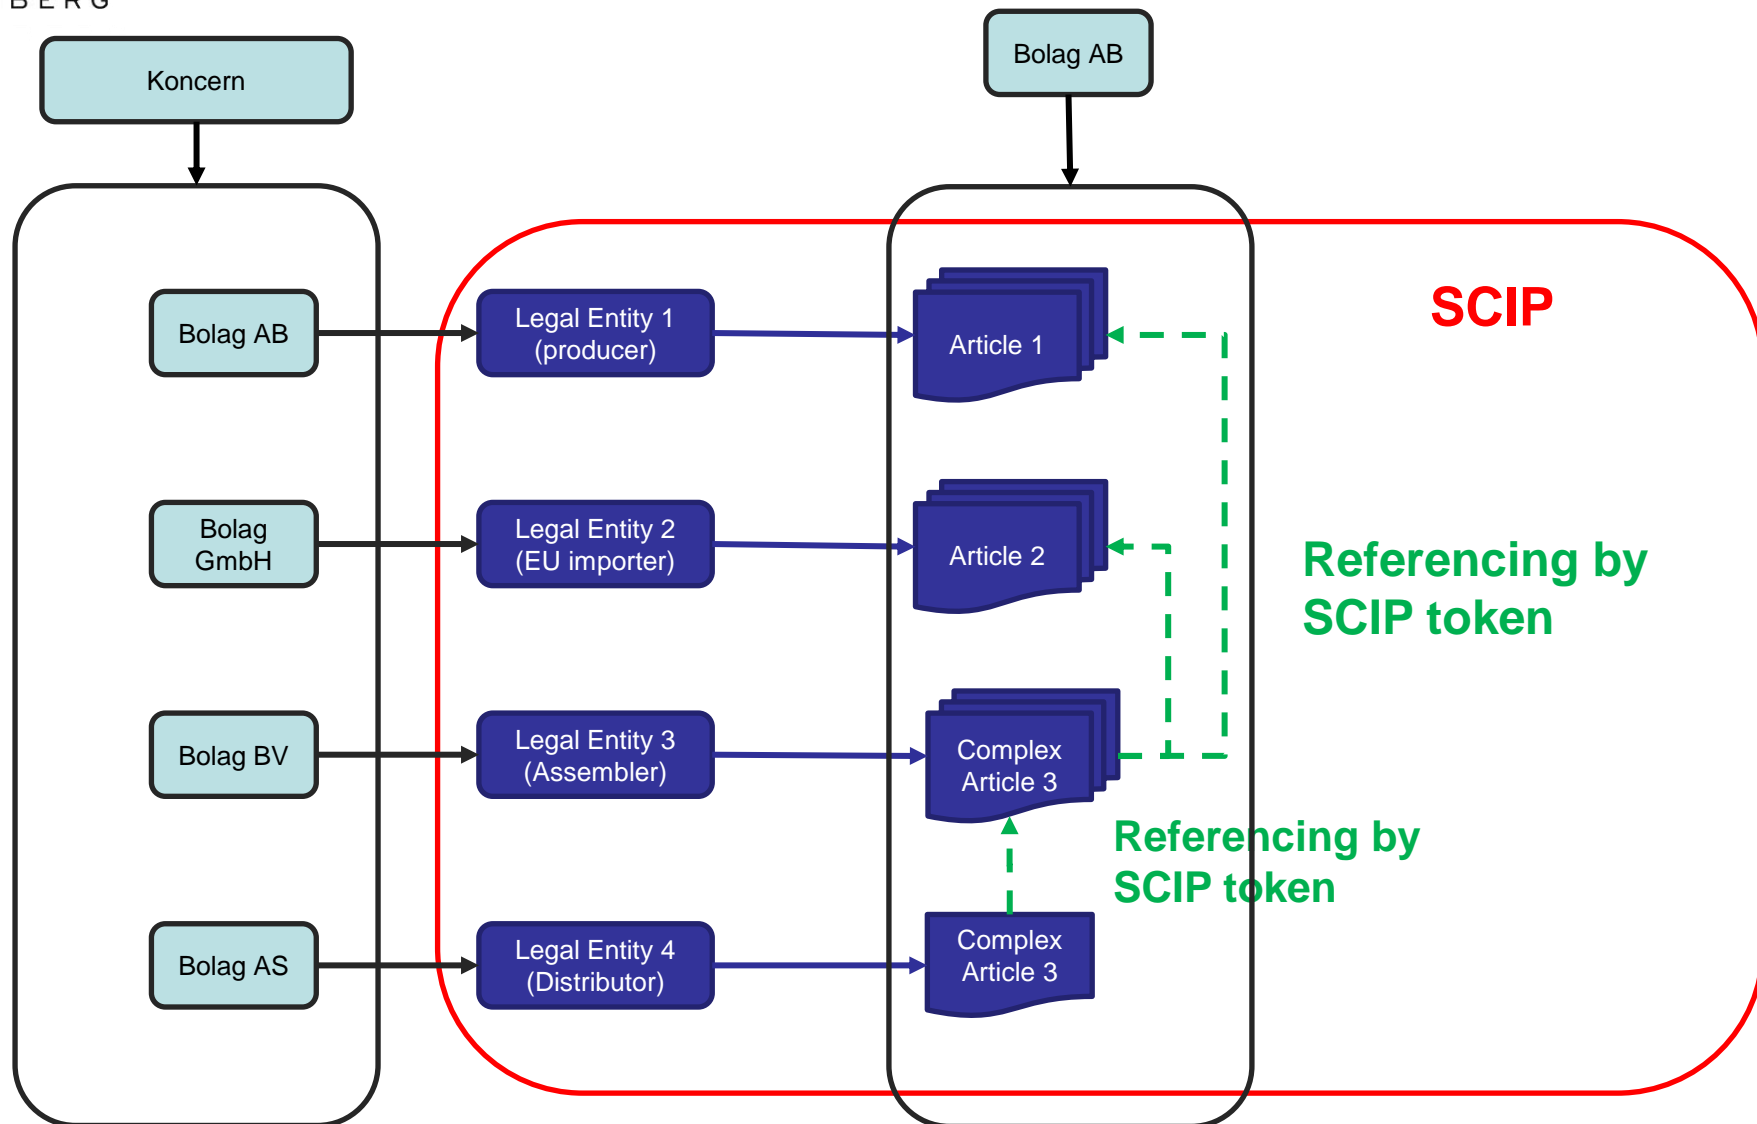 BERG
Koncern
Bolag AB
SCIP
Bolag AB
Legal Entity 1
(producer)
Article 1
Bolag
GmbH
Legal Entity 2
(EU importer)
Article 2
Referencing by
SCIP token
Bolag BV
Legal Entity 3
(Assembler)
Complex
Article 3
Referencing by
SCIP token
Bolag AS
Legal Entity 4
(Distributor)
Complex
Article 3